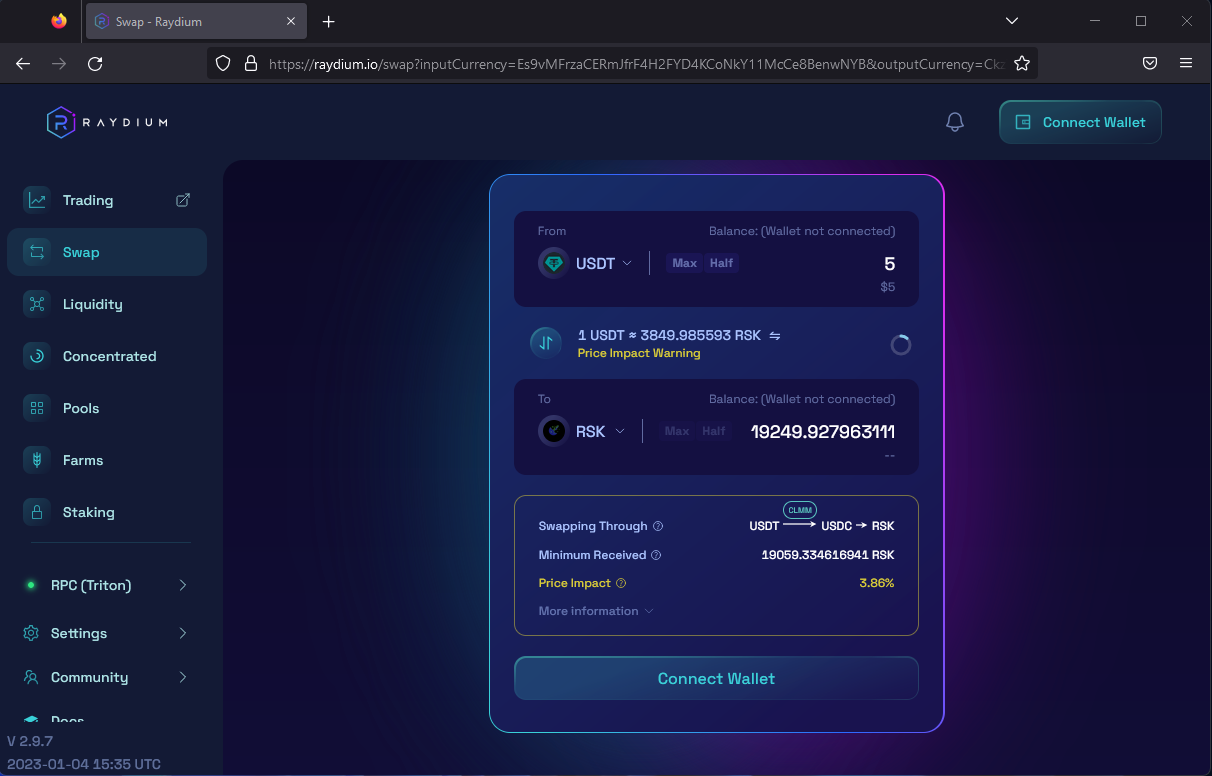 Swap - Raydium
https://raydium.io/swap?inputCurrency=Es9vMFrzaCERmJfrF4H2FYD4KCoNkY11McCe8BenwNYB&outputCurrency=Ckz
RAYDIUM
Connect Wallet
Trading
Swap
Liquidity
Concentrated
Pools
Farms
Staking
RPC (Triton)
Settings
Community
Docs
V 2.9.7
2023-01-04 15:35 UTC
From
Balance: (Wallet not connected)
USDT
Max
Half
5
$5
1 USDT ≈ 3849.985593 RSK ⇋
Price Impact Warning
To
Balance: (Wallet not connected)
RSK
Max
Half
19249.927963111
--
CLMM
Swapping Through USDT → USDC → RSK
Minimum Received 19059.334616941 RSK
Price Impact 3.86%
More information
Connect Wallet